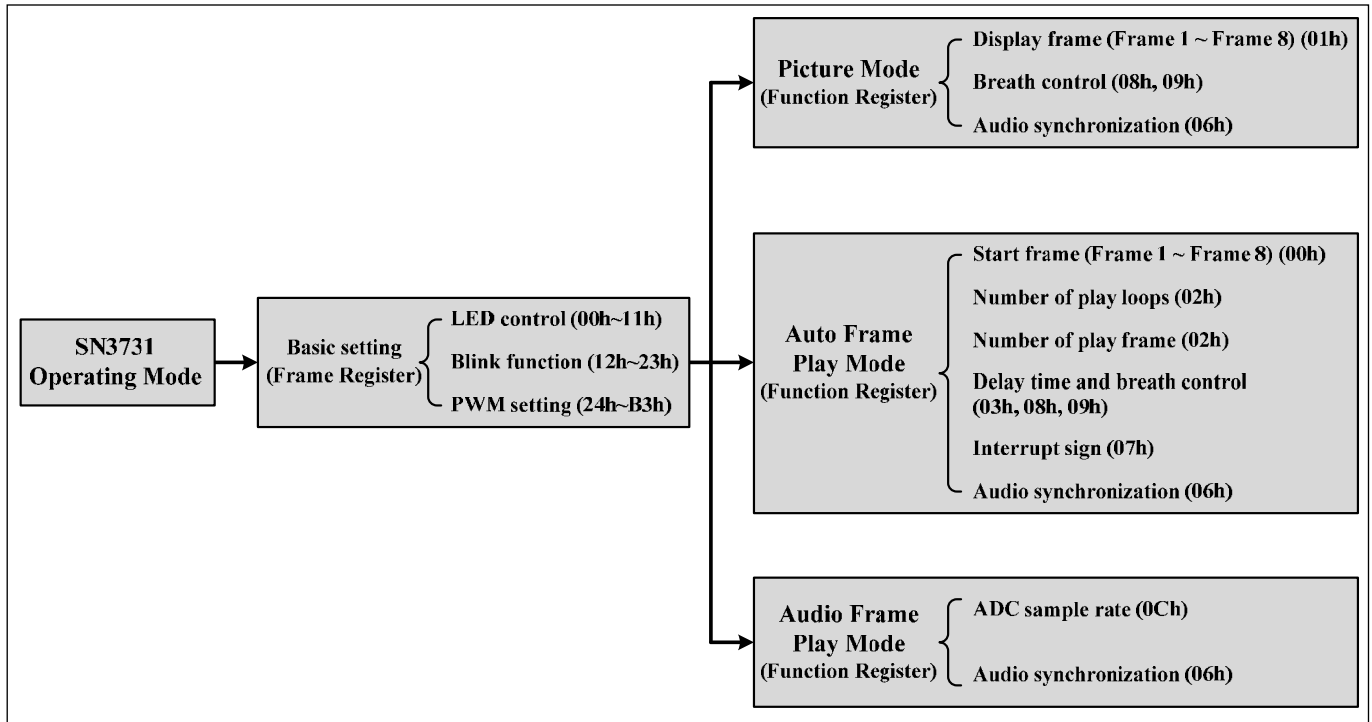 SN3731
Operating Mode
Basic setting
(Frame Register)
LED control (00h~11h)
Blink function (12h~23h)
PWM setting (24h~B3h)
Picture Mode
(Function Register)
Display frame (Frame 1 ~ Frame 8) (01h)
Breath control (08h, 09h)
Audio synchronization (06h)
Auto Frame
Play Mode
(Function Register)
Start frame (Frame 1 ~ Frame 8) (00h)
Number of play loops (02h)
Number of play frame (02h)
Delay time and breath control
(03h, 08h, 09h)
Interrupt sign (07h)
Audio synchronization (06h)
Audio Frame
Play Mode
(Function Register)
ADC sample rate (0Ch)
Audio synchronization (06h)